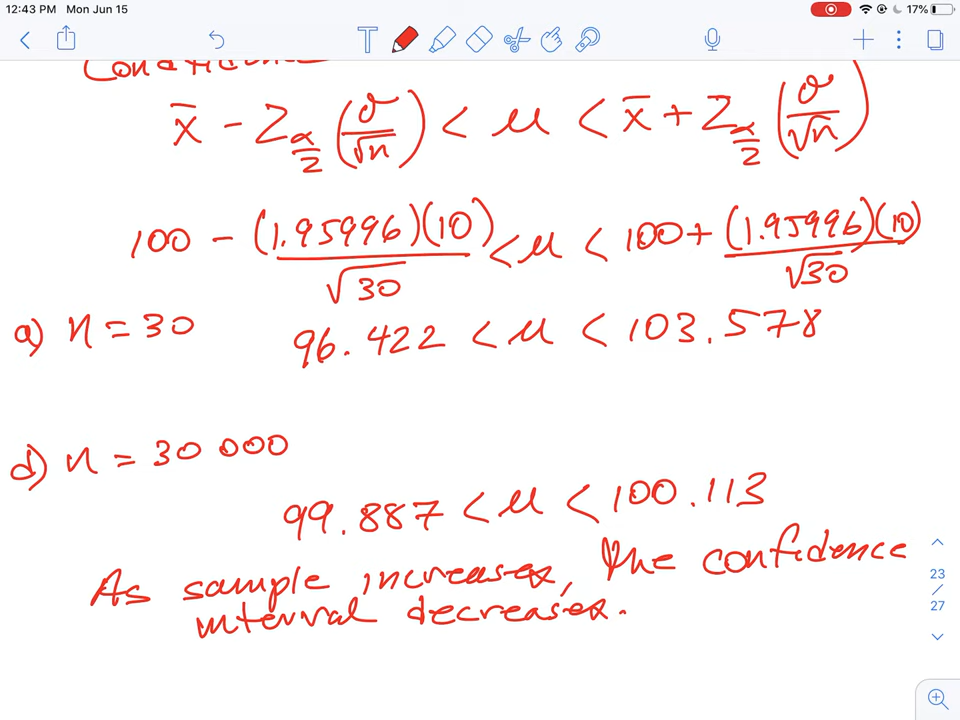 12:43 PM Mon Jun 15 17%
T
Confidence
x̄ - Z α/2 (σ/√n) < μ < x̄ + Z α/2 (σ/√n)
100 - (1.95996)(10)/√30 < μ < 100 + (1.95996)(10)/√30
a) n = 30 96.422 < μ < 103.578
d) n = 30 000
99.887 < μ < 100.113
As sample increases, the confidence
interval decreases.
23
/
27